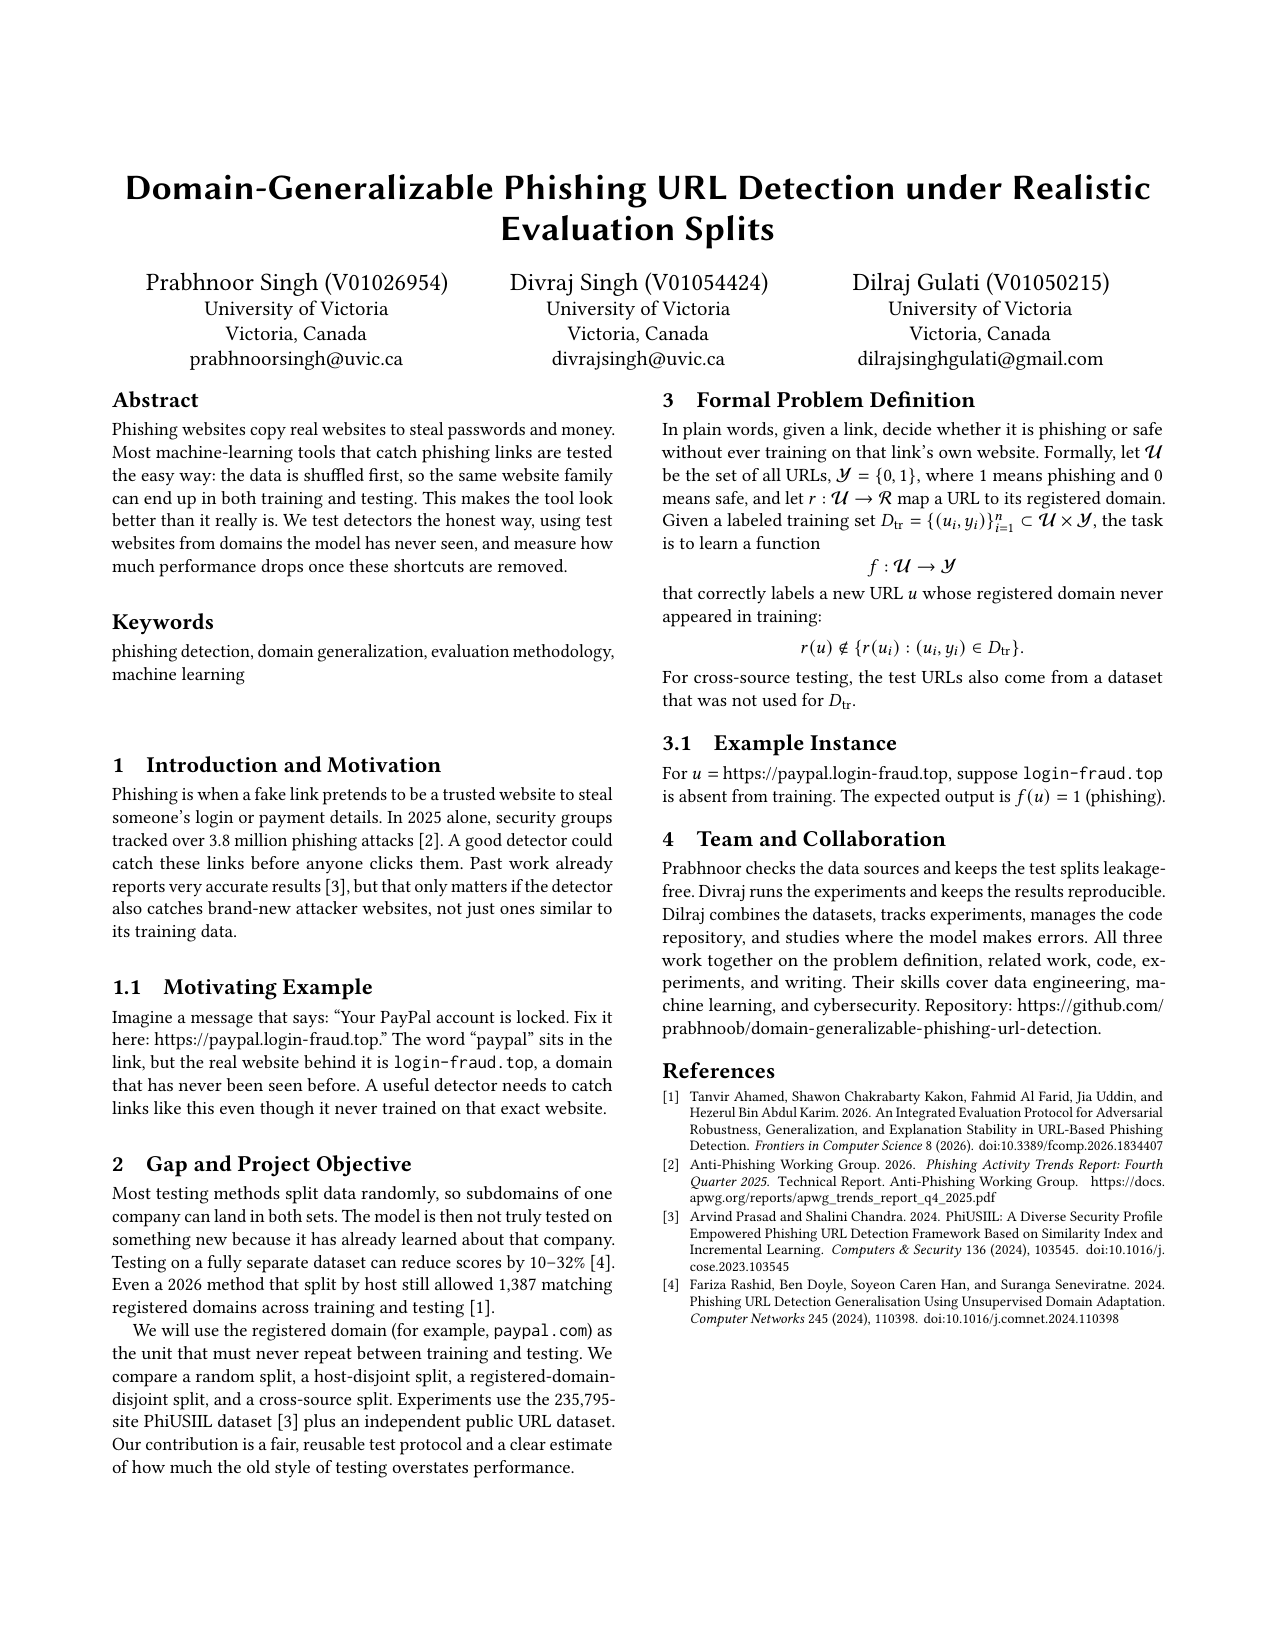 Domain-Generalizable Phishing URL Detection under Realistic
Evaluation Splits
Prabhnoor Singh (V01026954)
University of Victoria
Victoria, Canada
prabhnoorsingh@uvic.ca
Divraj Singh (V01054424)
University of Victoria
Victoria, Canada
divrajsingh@uvic.ca
Dilraj Gulati (V01050215)
University of Victoria
Victoria, Canada
dilrajsinghgulati@gmail.com
Abstract
Phishing websites copy real websites to steal passwords and money.
Most machine-learning tools that catch phishing links are tested
the easy way: the data is shuffled first, so the same website family
can end up in both training and testing. This makes the tool look
better than it really is. We test detectors the honest way, using test
websites from domains the model has never seen, and measure how
much performance drops once these shortcuts are removed.
Keywords
phishing detection, domain generalization, evaluation methodology,
machine learning
1 Introduction and Motivation
Phishing is when a fake link pretends to be a trusted website to steal
someone's login or payment details. In 2025 alone, security groups
tracked over 3.8 million phishing attacks [2]. A good detector could
catch these links before anyone clicks them. Past work already
reports very accurate results [3], but that only matters if the detector
also catches brand-new attacker websites, not just ones similar to
its training data.
1.1 Motivating Example
Imagine a message that says: “Your PayPal account is locked. Fix it
here: https://paypal.login-fraud.top.” The word “paypal” sits in the
link, but the real website behind it is login-fraud.top, a domain
that has never been seen before. A useful detector needs to catch
links like this even though it never trained on that exact website.
2 Gap and Project Objective
Most testing methods split data randomly, so subdomains of one
company can land in both sets. The model is then not truly tested on
something new because it has already learned about that company.
Testing on a fully separate dataset can reduce scores by 10–32% [4].
Even a 2026 method that split by host still allowed 1,387 matching
registered domains across training and testing [1].
We will use the registered domain (for example, paypal.com) as
the unit that must never repeat between training and testing. We
compare a random split, a host-disjoint split, a registered-domain-
disjoint split, and a cross-source split. Experiments use the 235,795-
site PhiUSIIL dataset [3] plus an independent public URL dataset.
Our contribution is a fair, reusable test protocol and a clear estimate
of how much the old style of testing overstates performance.
3 Formal Problem Definition
In plain words, given a link, decide whether it is phishing or safe
without ever training on that link's own website. Formally, let 𝒰
be the set of all URLs, 𝒴 = {0, 1}, where 1 means phishing and 0
means safe, and let r : 𝒰 → ℛ map a URL to its registered domain.
Given a labeled training set D_tr = {(u_i, y_i)}_{i=1}^n ⊂ 𝒰 × 𝒴, the task
is to learn a function
f : 𝒰 → 𝒴
that correctly labels a new URL u whose registered domain never
appeared in training:
r(u) ∉ {r(u_i) : (u_i, y_i) ∈ D_tr}.
For cross-source testing, the test URLs also come from a dataset
that was not used for D_tr.
3.1 Example Instance
For u = https://paypal.login-fraud.top, suppose login-fraud.top
is absent from training. The expected output is f(u) = 1 (phishing).
4 Team and Collaboration
Prabhnoor checks the data sources and keeps the test splits leakage-
free. Divraj runs the experiments and keeps the results reproducible.
Dilraj combines the datasets, tracks experiments, manages the code
repository, and studies where the model makes errors. All three
work together on the problem definition, related work, code, ex-
periments, and writing. Their skills cover data engineering, ma-
chine learning, and cybersecurity. Repository: https://github.com/
prabhnoob/domain-generalizable-phishing-url-detection.
References
[1] Tanvir Ahamed, Shawon Chakrabarty Kakon, Fahmid Al Farid, Jia Uddin, and
Hezerul Bin Abdul Karim. 2026. An Integrated Evaluation Protocol for Adversarial
Robustness, Generalization, and Explanation Stability in URL-Based Phishing
Detection. Frontiers in Computer Science 8 (2026). doi:10.3389/fcomp.2026.1834407
[2] Anti-Phishing Working Group. 2026. Phishing Activity Trends Report: Fourth
Quarter 2025. Technical Report. Anti-Phishing Working Group. https://docs.
apwg.org/reports/apwg_trends_report_q4_2025.pdf
[3] Arvind Prasad and Shalini Chandra. 2024. PhiUSIIL: A Diverse Security Profile
Empowered Phishing URL Detection Framework Based on Similarity Index and
Incremental Learning. Computers & Security 136 (2024), 103545. doi:10.1016/j.
cose.2023.103545
[4] Fariza Rashid, Ben Doyle, Soyeon Caren Han, and Suranga Seneviratne. 2024.
Phishing URL Detection Generalisation Using Unsupervised Domain Adaptation.
Computer Networks 245 (2024), 110398. doi:10.1016/j.comnet.2024.110398